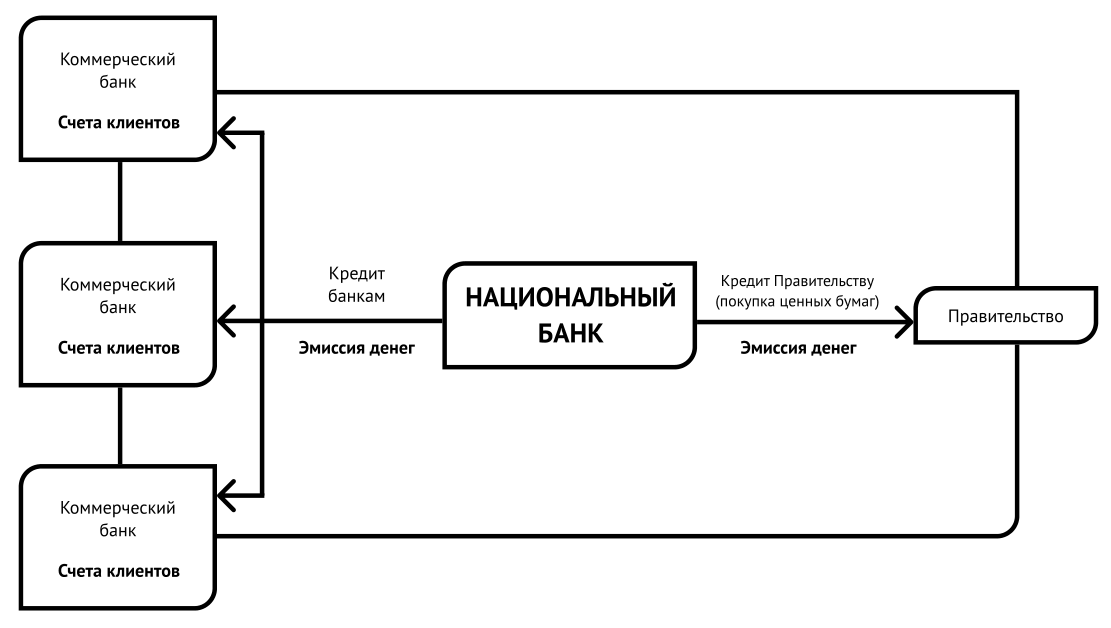 Коммерческий
банк
Счета клиентов
Коммерческий
банк
Счета клиентов
Коммерческий
банк
Счета клиентов
Кредит
банкам
Эмиссия денег
НАЦИОНАЛЬНЫЙ
БАНК
Кредит Правительству
(покупка ценных бумаг)
Эмиссия денег
Правительство